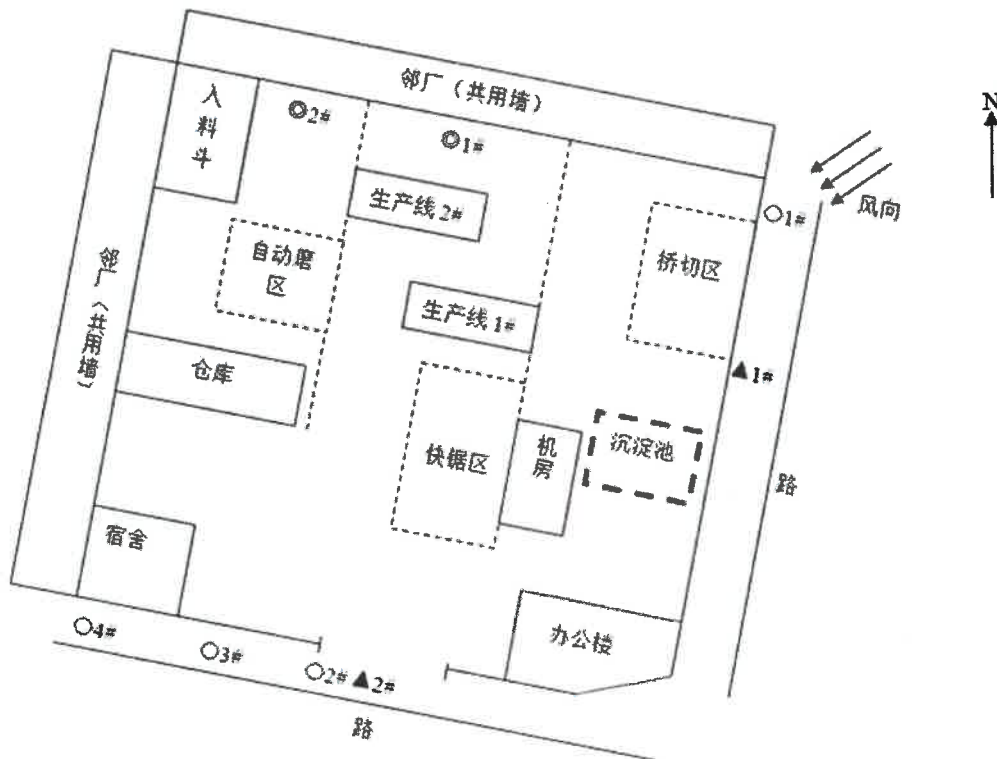 邻厂（共用墙）
N
入料斗
◎2#
◎1#
风向
○1#
生产线 2#
桥切区
自动磨
区
邻厂（共用墙）
生产线 1#
▲1#
仓库
快锯区
机房
沉淀池
路
宿舍
办公楼
○4#
○3#
○2# ▲2#
路